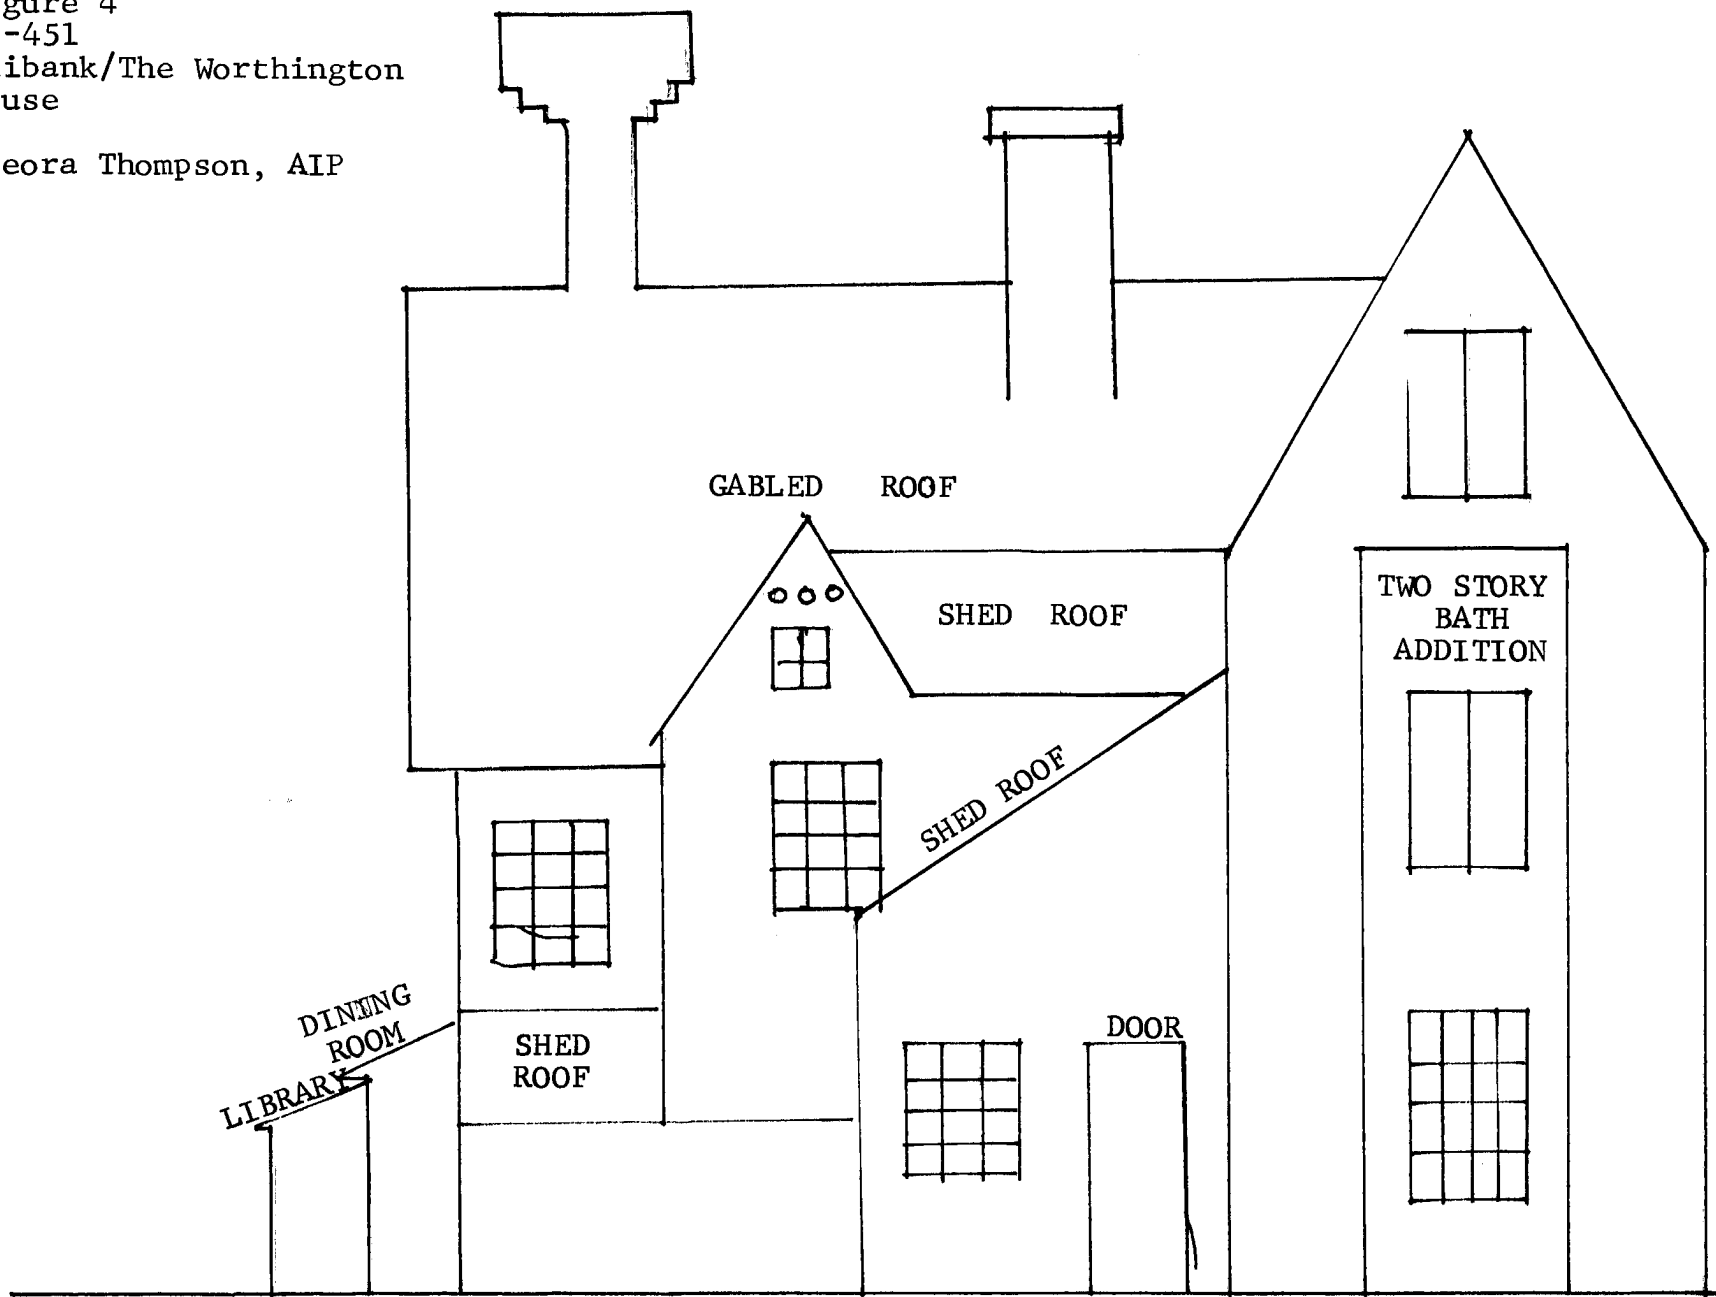 gure 4
-451
ibank/The Worthington
use
eora Thompson, AIP
GABLED ROOF
SHED ROOF
TWO STORY
BATH
ADDITION
SHED ROOF
DINING
ROOM
LIBRARY
SHED
ROOF
DOOR